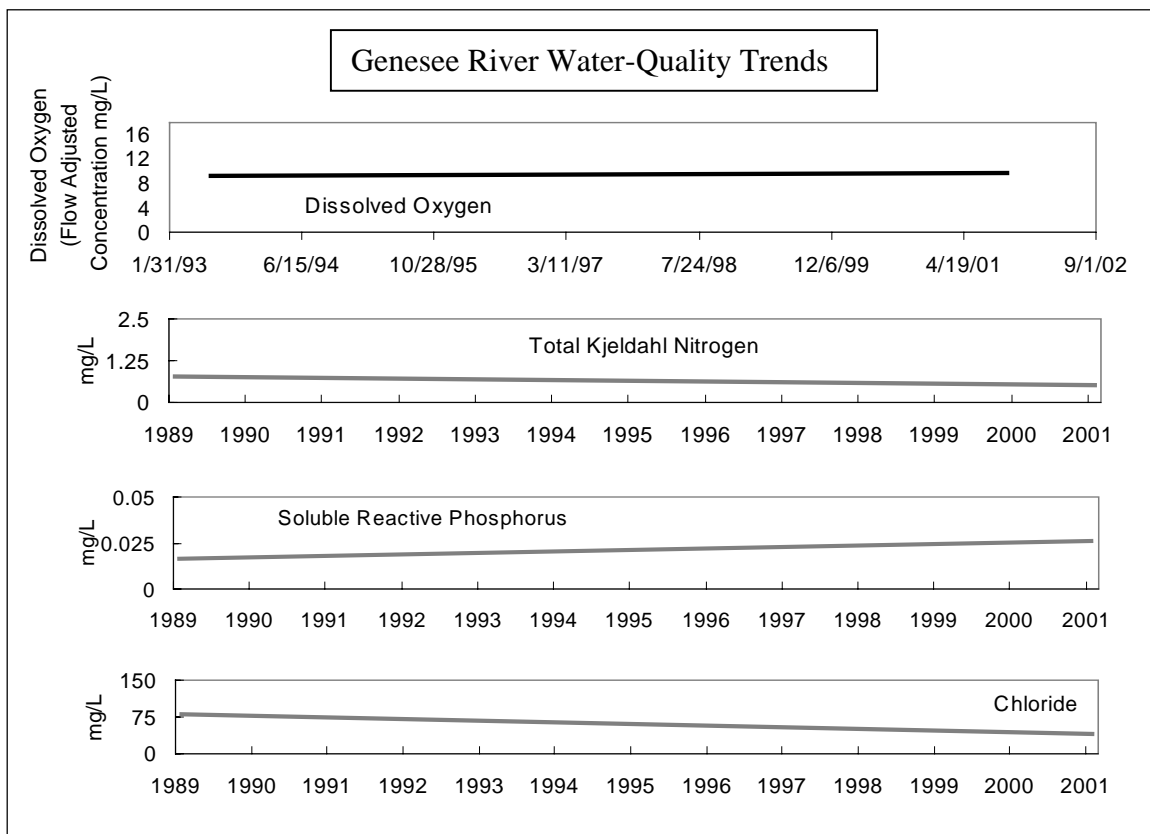 Genesee River Water-Quality Trends
Dissolved Oxygen
(Flow Adjusted
Concentration mg/L)
16
12
8
4
0
Dissolved Oxygen
1/31/93 6/15/94 10/28/95 3/11/97 7/24/98 12/6/99 4/19/01 9/1/02
mg/L
2.5
1.25
0
Total Kjeldahl Nitrogen
1989 1990 1991 1992 1993 1994 1995 1996 1997 1998 1999 2000 2001
mg/L
0.05
0.025
0
Soluble Reactive Phosphorus
1989 1990 1991 1992 1993 1994 1995 1996 1997 1998 1999 2000 2001
mg/L
150
75
0
Chloride
1989 1990 1991 1992 1993 1994 1995 1996 1997 1998 1999 2000 2001